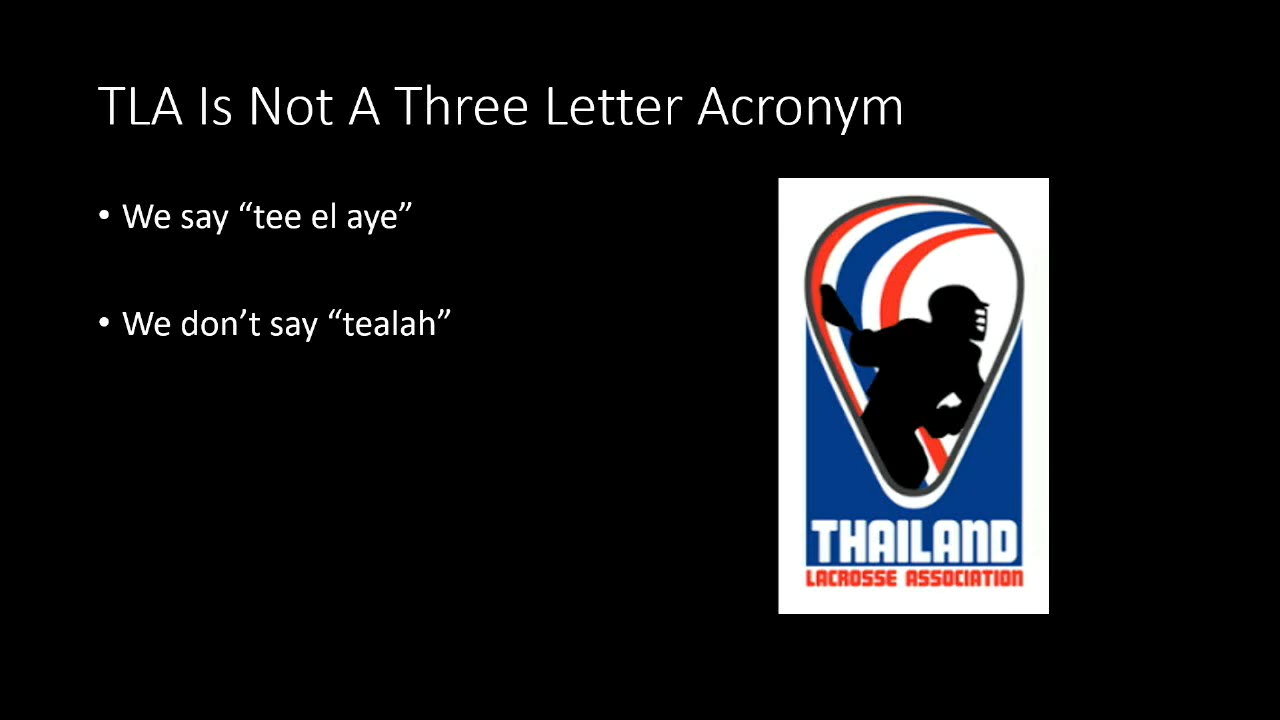 TLA Is Not A Three Letter Acronym
• We say “tee el aye”
• We don’t say “tealah”
THAILAND
LACROSSE ASSOCIATION